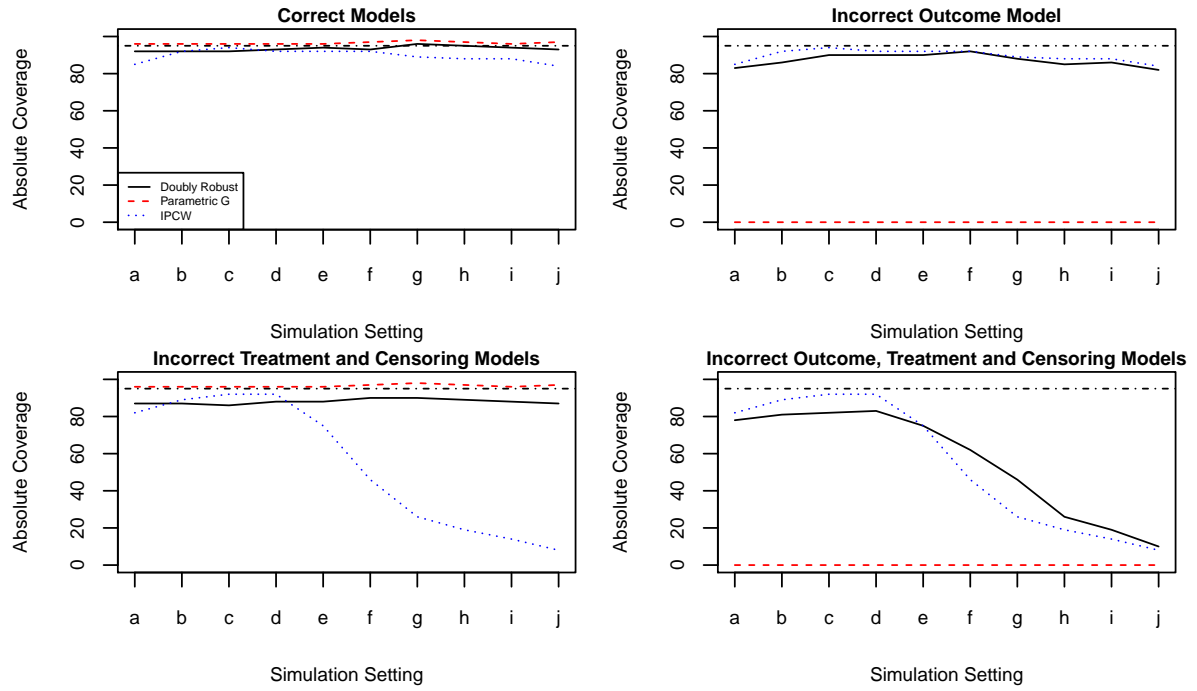 Correct Models
Absolute Coverage
0 20 40 60 80
Doubly Robust
Parametric G
IPCW
a b c d e f g h i j
Simulation Setting
Incorrect Outcome Model
Absolute Coverage
0 20 40 60 80
a b c d e f g h i j
Simulation Setting
Incorrect Treatment and Censoring Models
Absolute Coverage
0 20 40 60 80
a b c d e f g h i j
Simulation Setting
Incorrect Outcome, Treatment and Censoring Models
Absolute Coverage
0 20 40 60 80
a b c d e f g h i j
Simulation Setting